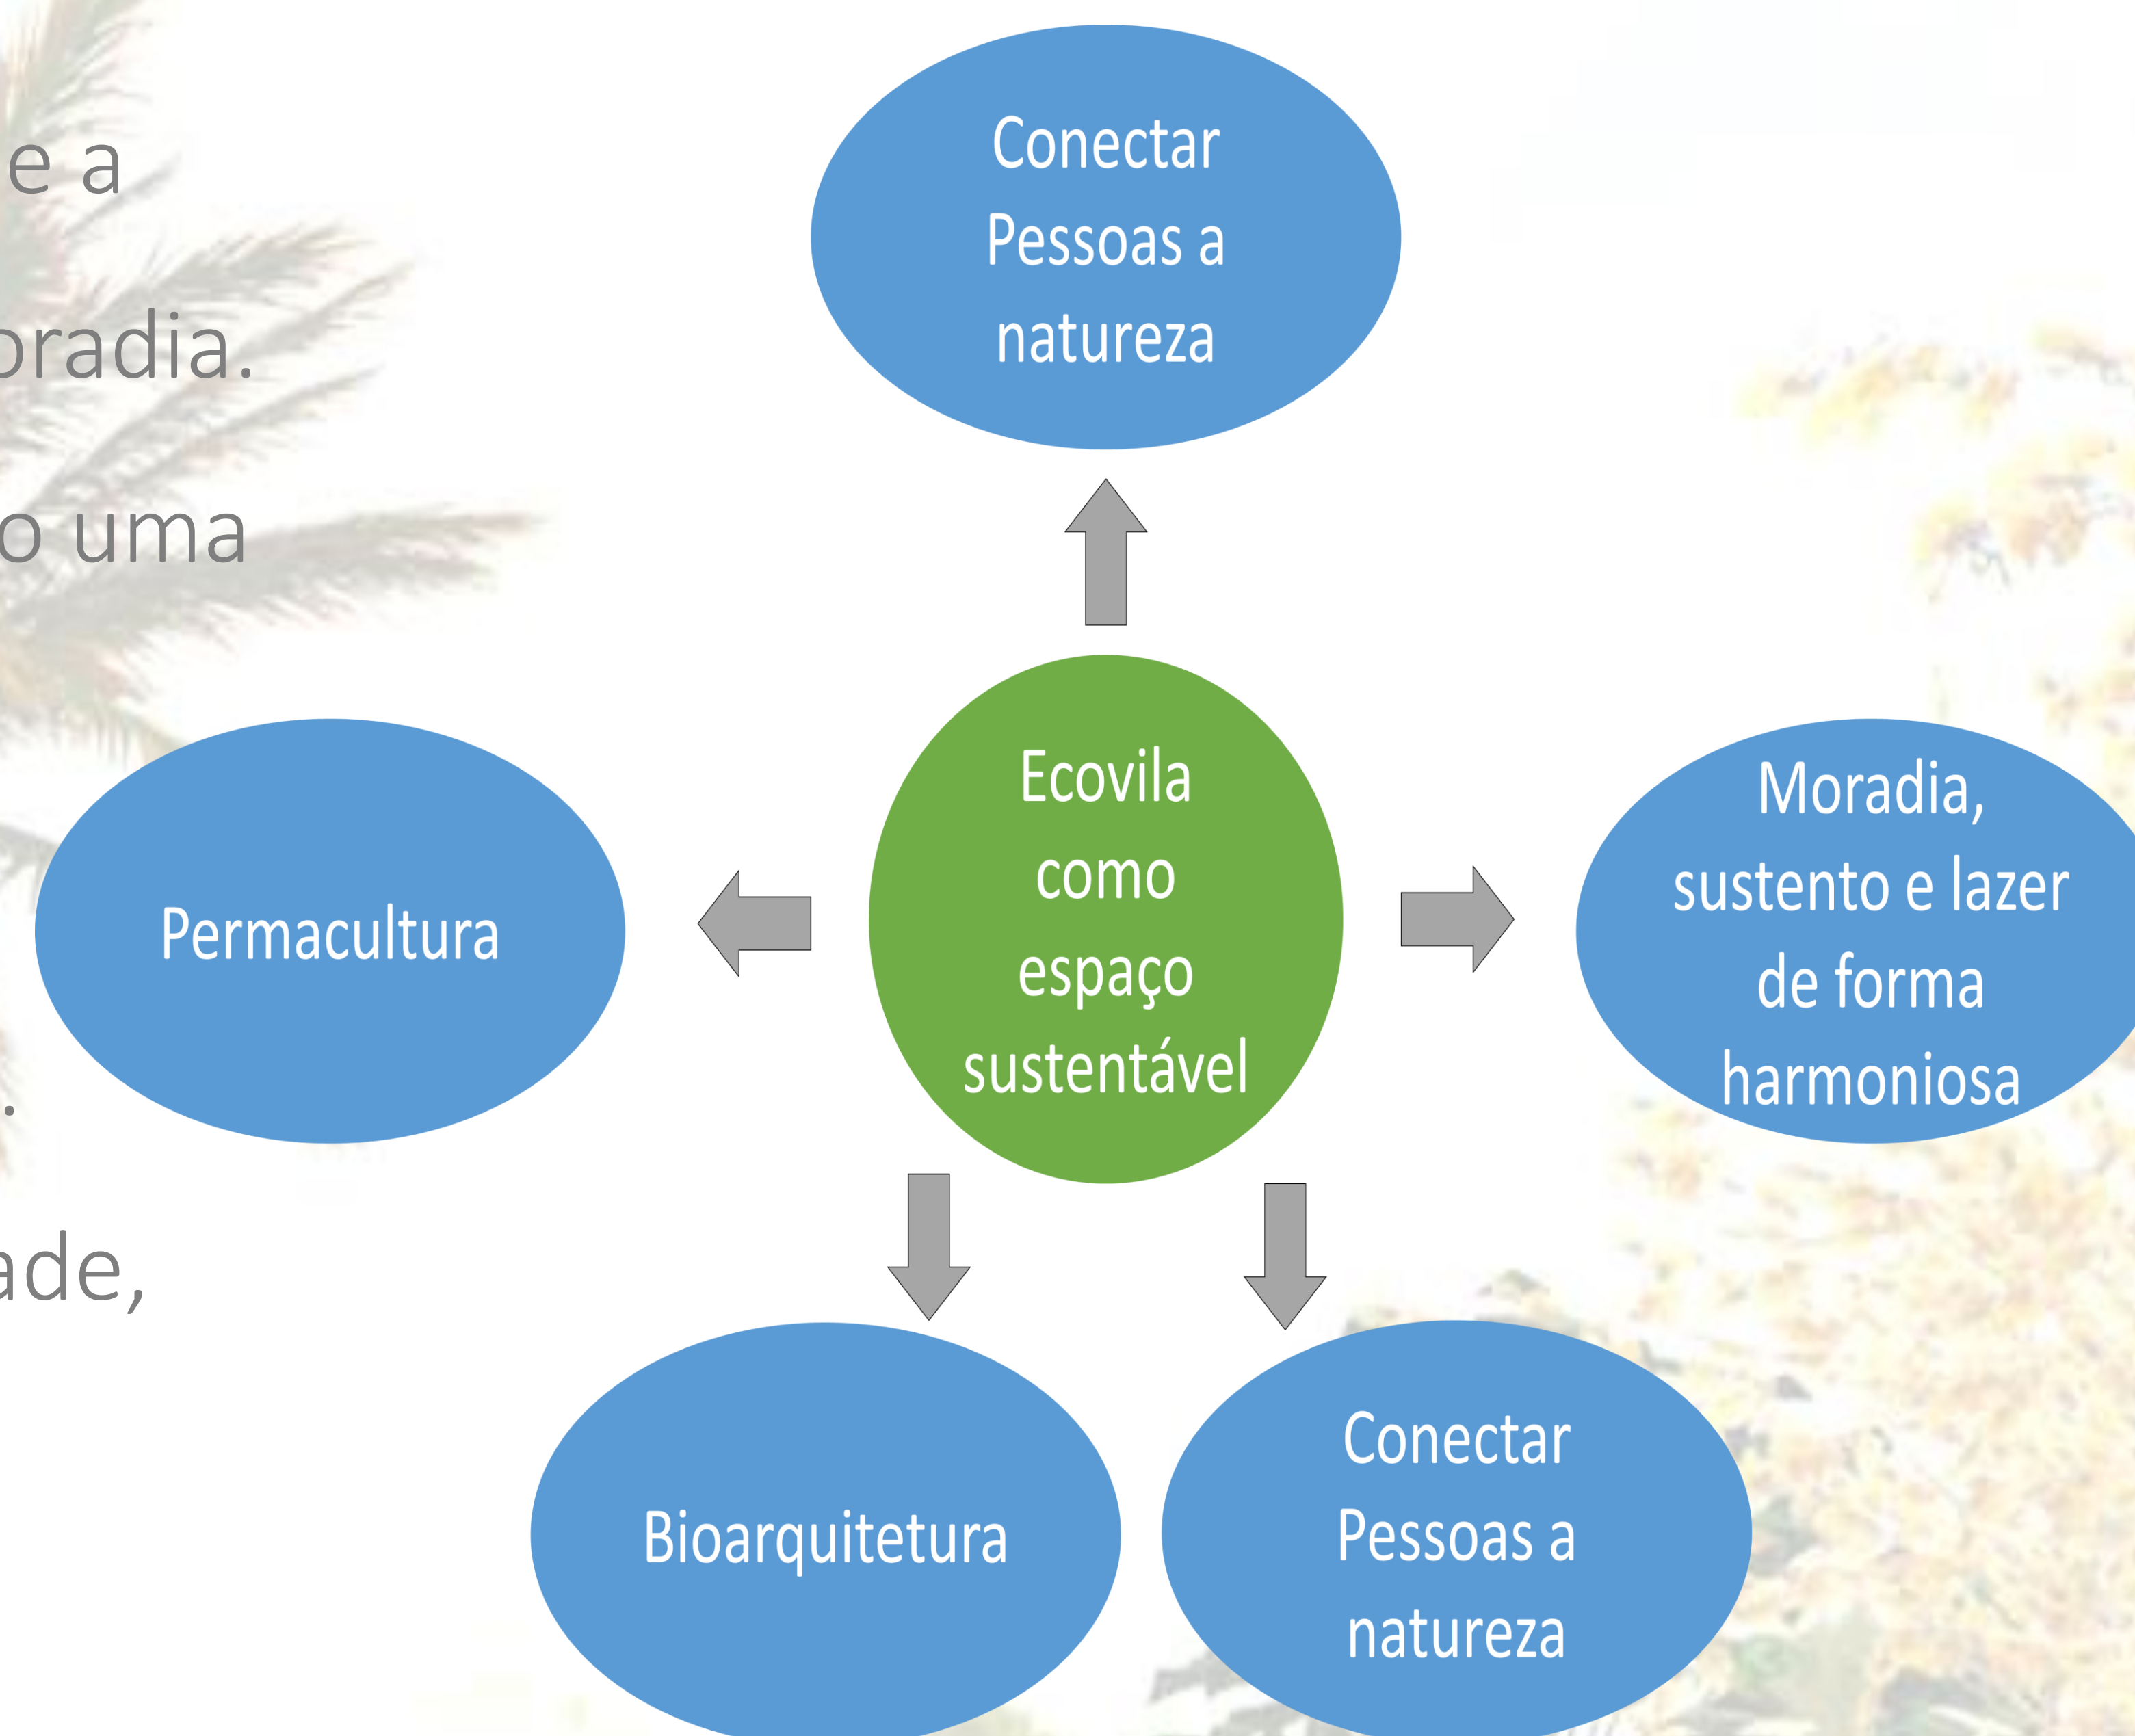 e a
radia.
o uma
.
ade,
Conectar
Pessoas a
natureza
Permacultura
Ecovila
como
espaço
sustentável
Moradia,
sustento e lazer
de forma
harmoniosa
Bioarquitetura
Conectar
Pessoas a
natureza